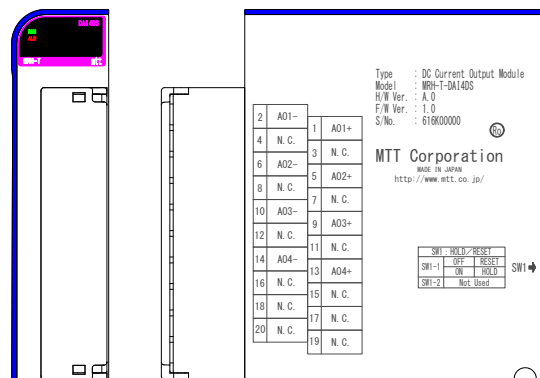 DAI4DS
RUN
ALM
MRH-T mtt
Type : DC Current Output Module
Model : MRH-T-DAI4DS
H/W Ver. : A.0
F/W Ver. : 1.0
S/No. : 616K00000
Ro
MTT Corporation
MADE IN JAPAN
http://www.mtt.co.jp/
2 AO1-
4 N.C.
6 AO2-
8 N.C.
10 AO3-
12 N.C.
14 AO4-
16 N.C.
18 N.C.
20 N.C.
1 AO1+
3 N.C.
5 AO2+
7 N.C.
9 AO3+
11 N.C.
13 AO4+
15 N.C.
17 N.C.
19 N.C.
SW1 : HOLD/RESET
SW1-1 OFF RESET
ON HOLD
SW1-2 Not Used
SW1